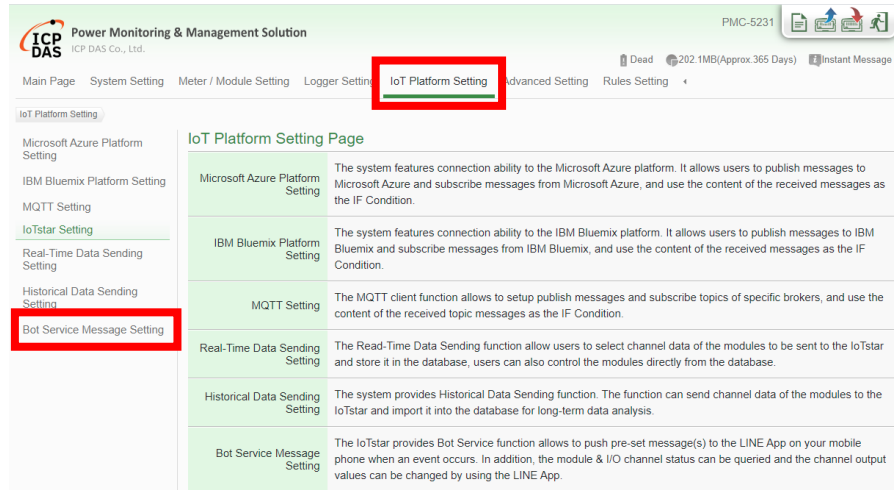 PMC-5231
ICP
DAS
Power Monitoring & Management Solution
ICP DAS Co., Ltd.
Dead 202.1MB(Approx.365 Days) Instant Message
Main Page System Setting Meter / Module Setting Logger Setting IoT Platform Setting Advanced Setting Rules Setting
IoT Platform Setting
Microsoft Azure Platform
Setting
IBM Bluemix Platform Setting
MQTT Setting
IoTstar Setting
Real-Time Data Sending
Setting
Historical Data Sending
Setting
Bot Service Message Setting
IoT Platform Setting Page
Microsoft Azure Platform
Setting
The system features connection ability to the Microsoft Azure platform. It allows users to publish messages to
Microsoft Azure and subscribe messages from Microsoft Azure, and use the content of the received messages as
the IF Condition.
IBM Bluemix Platform
Setting
The system features connection ability to the IBM Bluemix platform. It allows users to publish messages to IBM
Bluemix and subscribe messages from IBM Bluemix, and use the content of the received messages as the IF
Condition.
MQTT Setting
The MQTT client function allows to setup publish messages and subscribe topics of specific brokers, and use the
content of the received topic messages as the IF Condition.
Real-Time Data Sending
Setting
The Read-Time Data Sending function allow users to select channel data of the modules to be sent to the IoTstar
and store it in the database, users can also control the modules directly from the database.
Historical Data Sending
Setting
The system provides Historical Data Sending function. The function can send channel data of the modules to the
IoTstar and import it into the database for long-term data analysis.
Bot Service Message
Setting
The IoTstar provides Bot Service function allows to push pre-set message(s) to the LINE App on your mobile
phone when an event occurs. In addition, the module & I/O channel status can be queried and the channel output
values can be changed by using the LINE App.